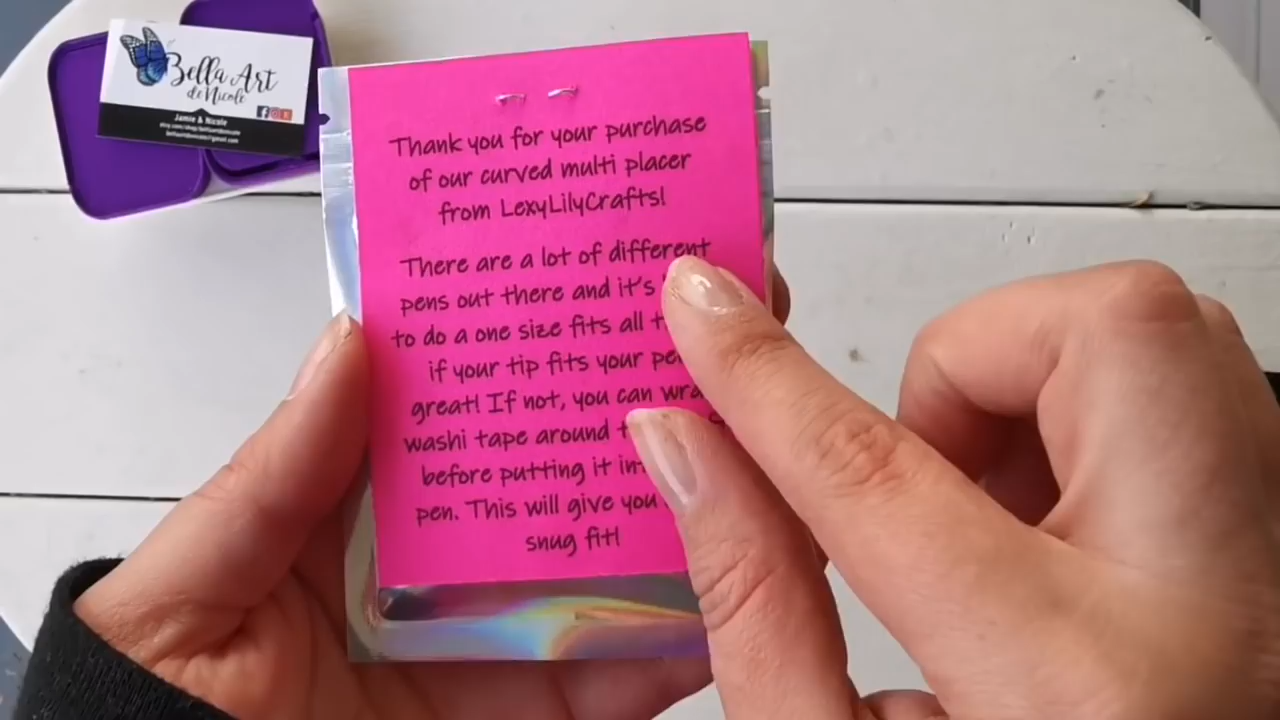 Bella Art
de Nicole
Jamie & Nicole
Thank you for your purchase
of our curved multi placer
from LexyLilyCrafts!
There are a lot of different
pens out there and it's
to do a one size fits all
if your tip fits your
great! If not, you can
washi tape around
before putting it
pen. This will give you
snug fit!